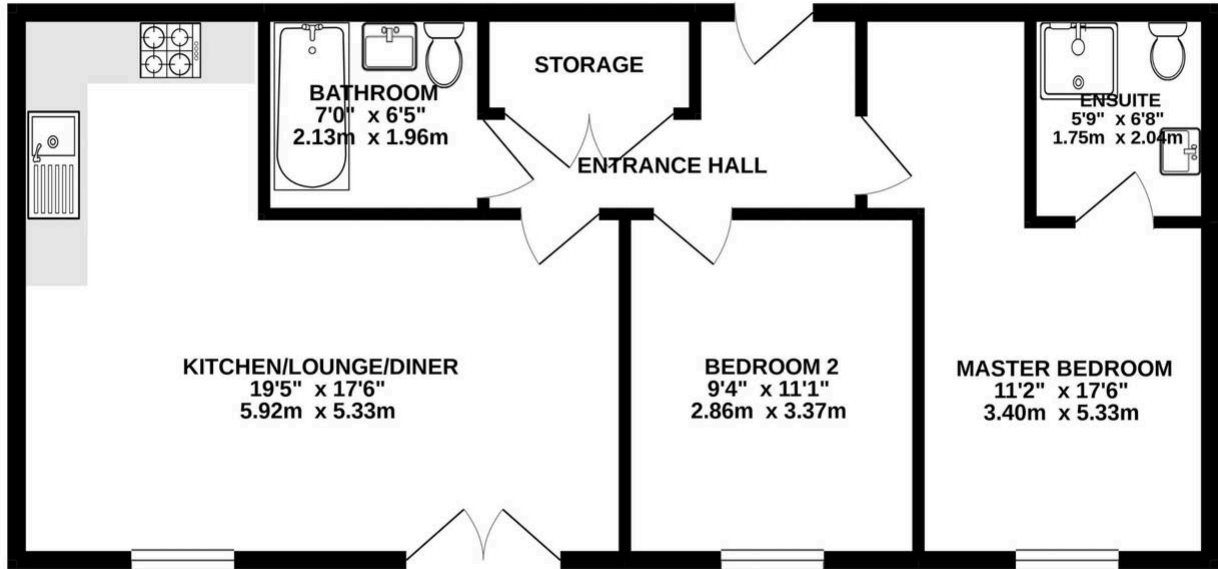 BATHROOM
7'0" x 6'5"
2.13m x 1.96m
STORAGE
ENTRANCE HALL
ENSUITE
5'9" x 6'8"
1.75m x 2.04m
KITCHEN/LOUNGE/DINER
19'5" x 17'6"
5.92m x 5.33m
BEDROOM 2
9'4" x 11'1"
2.86m x 3.37m
MASTER BEDROOM
11'2" x 17'6"
3.40m x 5.33m